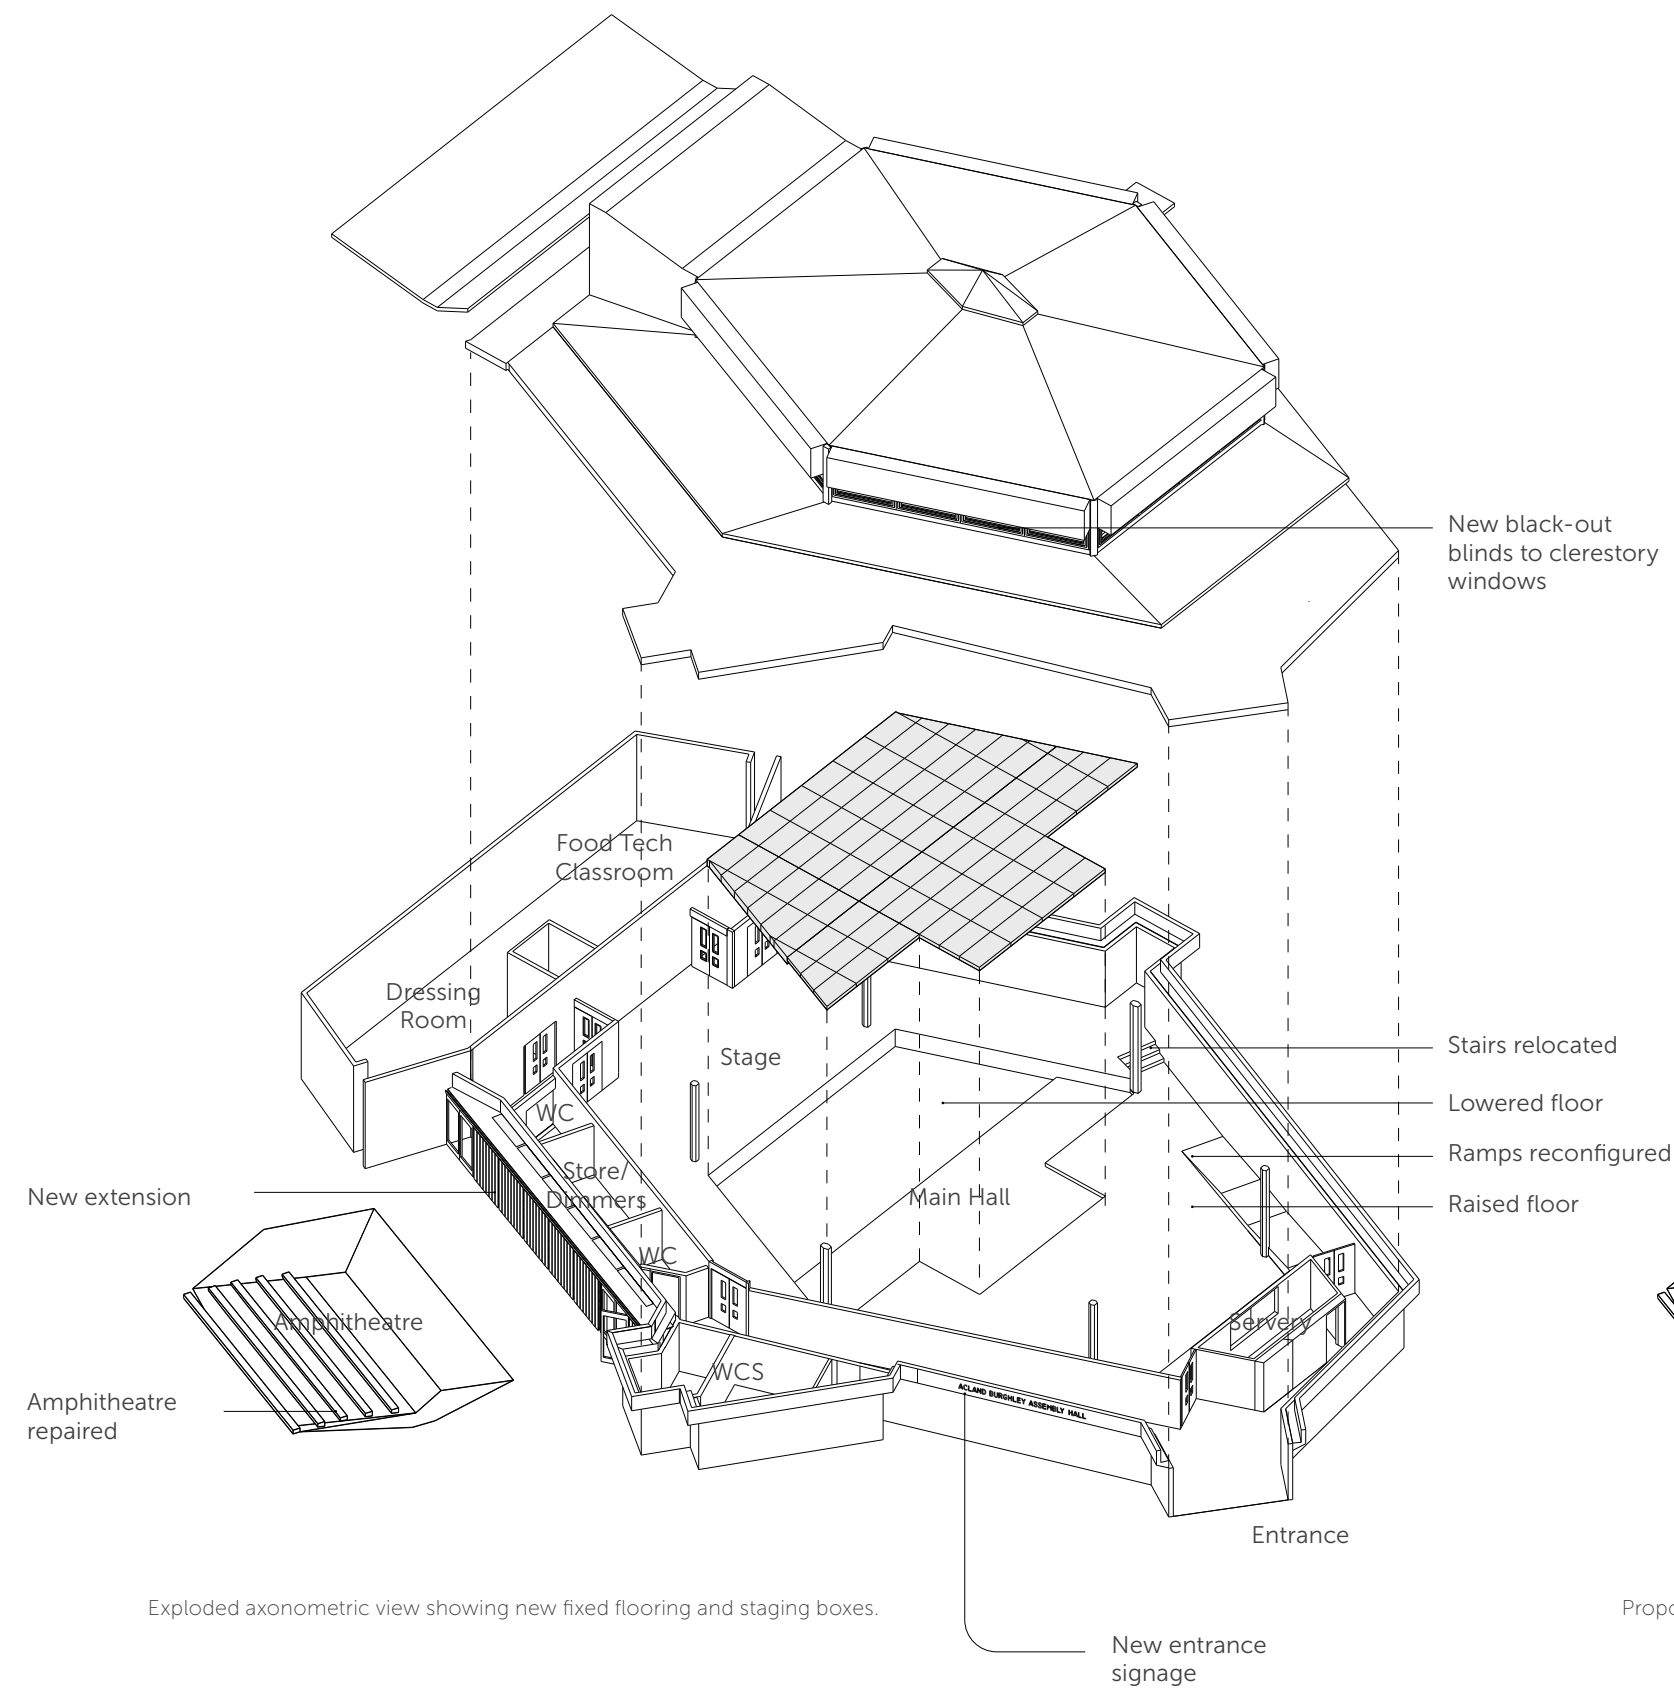 New black-out
blinds to clerestory
windows
Food Tech
Classroom
Dressing
Room
Stage
Stairs relocated
WC
Lowered floor
Store/
Dimmers
Ramps reconfigured
New extension
Main Hall
Raised floor
WC
Amphitheatre
Servery
WCS
Amphitheatre
repaired
ACLAND BURGHLEY ASSEMBLY HALL
Entrance
Exploded axonometric view showing new fixed flooring and staging boxes.
Propo
New entrance
signage